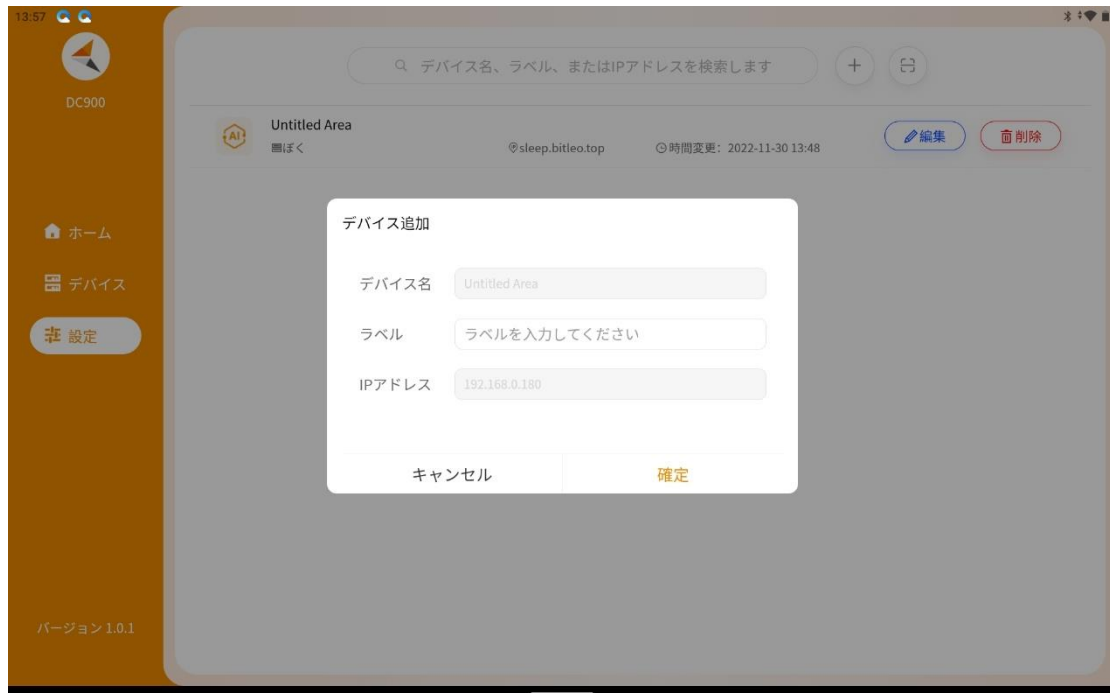 13:57
DC900
デバイス名、ラベル、またはIPアドレスを検索します
AI
Untitled Area
ぼく
sleep.bitleo.top
時間変更: 2022-11-30 13:48
編集
削除
ホーム
デバイス
設定
デバイス追加
デバイス名
Untitled Area
ラベル
ラベルを入力してください
IPアドレス
192.168.0.180
キャンセル
確定
バージョン 1.0.1